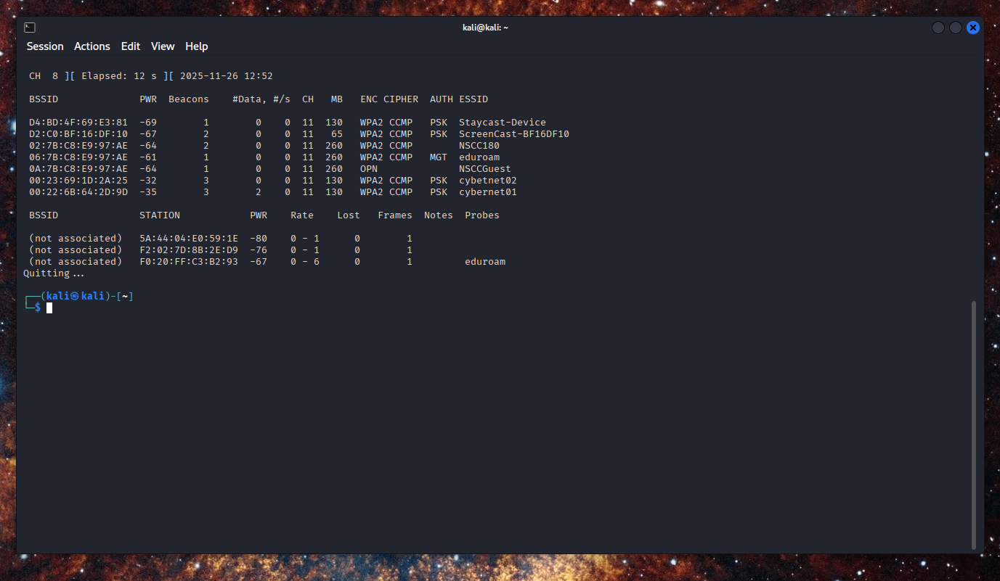 kali@kali: ~
Session Actions Edit View Help
CH  8 ][ Elapsed: 12 s ][ 2025-11-26 12:52
BSSID              PWR  Beacons    #Data, #/s  CH   MB   ENC CIPHER  AUTH ESSID
D4:BD:4F:69:E3:81  -69        1        0    0  11  130   WPA2 CCMP   PSK  Staycast-Device
D2:C0:BF:16:DF:10  -67        2        0    0  11   65   WPA2 CCMP   PSK  ScreenCast-BF16DF10
02:7B:C8:E9:97:AE  -64        2        0    0  11  260   WPA2 CCMP        NSCC180
06:7B:C8:E9:97:AE  -61        1        0    0  11  260   WPA2 CCMP   MGT  eduroam
0A:7B:C8:E9:97:AE  -64        1        0    0  11  260   OPN              NSCCGuest
00:23:69:1D:2A:25  -32        3        0    0  11  130   WPA2 CCMP   PSK  cybetnet02
00:22:6B:64:2D:9D  -35        3        2    0  11  130   WPA2 CCMP   PSK  cybernet01
BSSID              STATION            PWR    Rate    Lost   Frames  Notes  Probes
(not associated)   5A:44:04:E0:59:1E  -80    0 - 1      0        1
(not associated)   F2:02:7D:8B:2E:D9  -76    0 - 1      0        1
(not associated)   F0:20:FF:C3:B2:93  -67    0 - 6      0        1         eduroam
Quitting...
┌──(kali㉿kali)-[~]
└─$